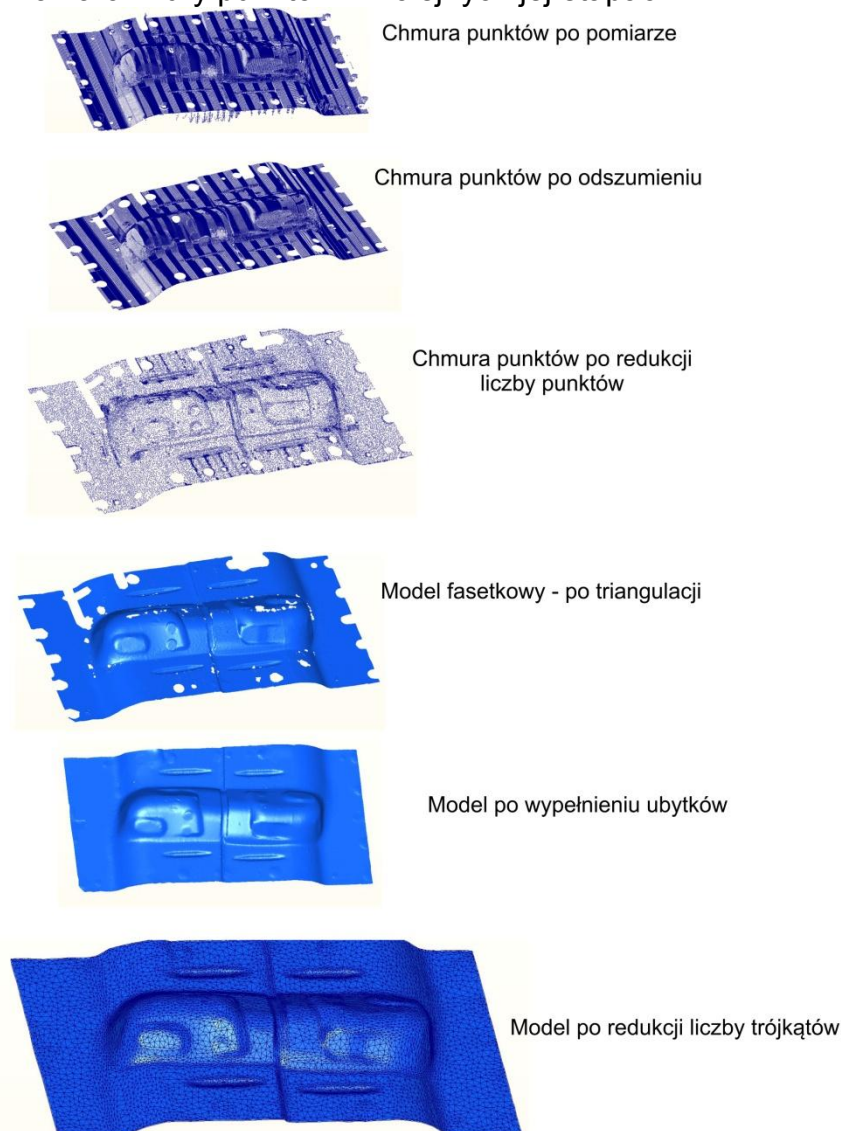 Chmura punktów po pomiarze
Chmura punktów po odszumieniu
Chmura punktów po redukcji
liczby punktów
Model fasetkowy - po triangulacji
Model po wypełnieniu ubytków
Model po redukcji liczby trójkątów